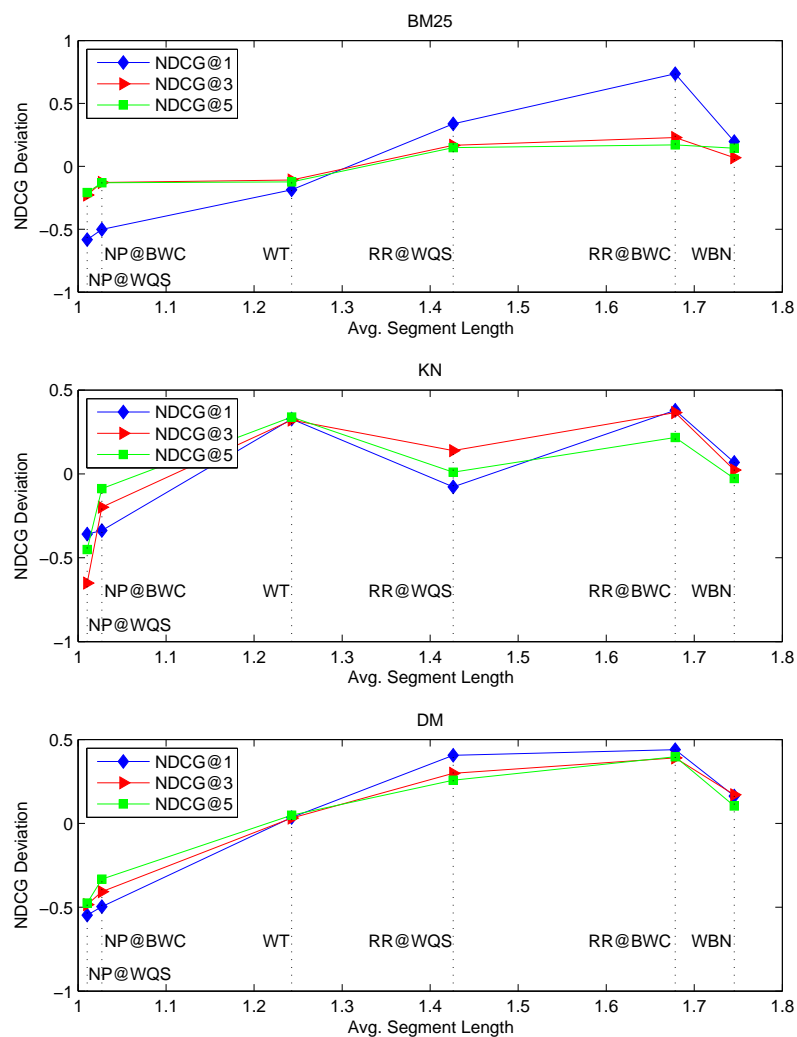 BM25
1
0.5
0
−0.5
−1
NDCG Deviation
NDCG@1
NDCG@3
NDCG@5
NP@BWC
WT
RR@WQS
RR@BWC
WBN
NP@WQS
1
1.1
1.2
1.3
1.4
1.5
1.6
1.7
1.8
Avg. Segment Length
KN
0.5
0
−0.5
−1
NDCG Deviation
NDCG@1
NDCG@3
NDCG@5
NP@BWC
WT
RR@WQS
RR@BWC
WBN
NP@WQS
1
1.1
1.2
1.3
1.4
1.5
1.6
1.7
1.8
Avg. Segment Length
DM
0.5
0
−0.5
−1
NDCG Deviation
NDCG@1
NDCG@3
NDCG@5
NP@BWC
WT
RR@WQS
RR@BWC
WBN
NP@WQS
1
1.1
1.2
1.3
1.4
1.5
1.6
1.7
1.8
Avg. Segment Length